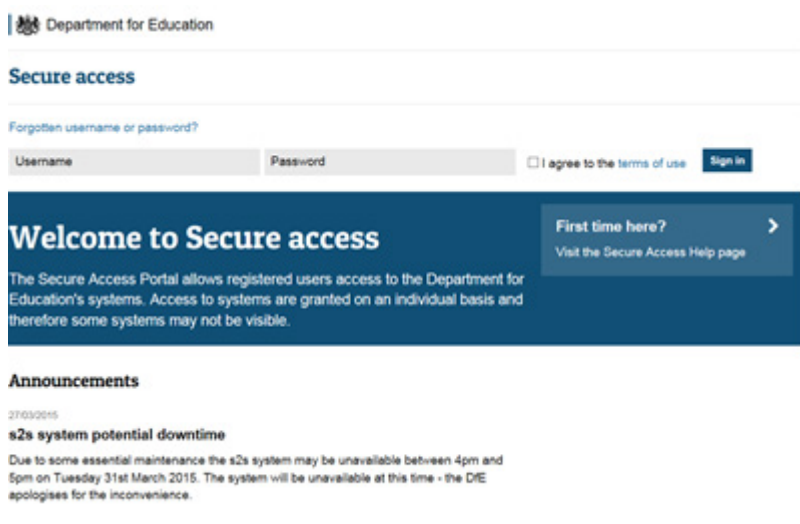 Department for Education
Secure access
Forgotten username or password?
Username
Password
I agree to the terms of use
Sign in
Welcome to Secure access
The Secure Access Portal allows registered users access to the Department for
Education's systems. Access to systems are granted on an individual basis and
therefore some systems may not be visible.
First time here?
Visit the Secure Access Help page
Announcements
27/03/2015
s2s system potential downtime
Due to some essential maintenance the s2s system may be unavailable between 4pm and
5pm on Tuesday 31st March 2015. The system will be unavailable at this time - the DfE
apologises for the inconvenience.